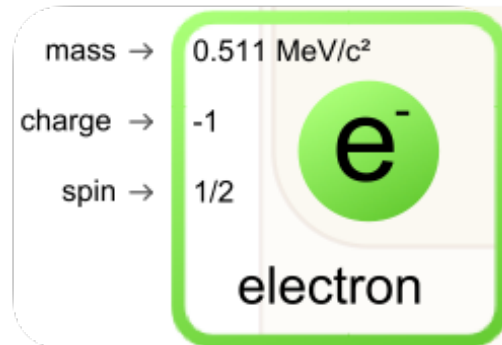 mass → 0.511 MeV/c²
charge → -1
spin → 1/2
e⁻
electron